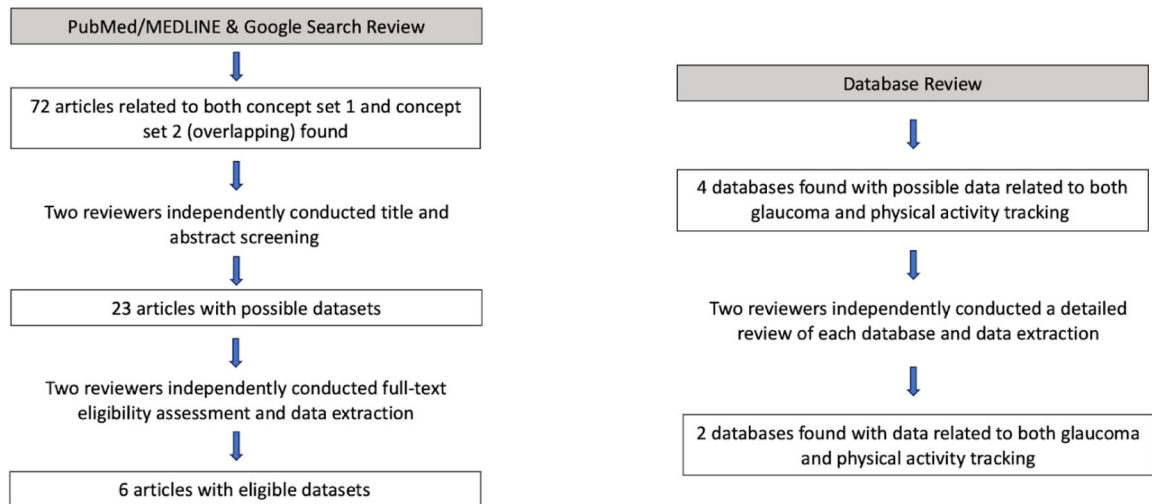 PubMed/MEDLINE & Google Search Review
72 articles related to both concept set 1 and concept
set 2 (overlapping) found
Two reviewers independently conducted title and
abstract screening
23 articles with possible datasets
Two reviewers independently conducted full-text
eligibility assessment and data extraction
6 articles with eligible datasets
Database Review
4 databases found with possible data related to both
glaucoma and physical activity tracking
Two reviewers independently conducted a detailed
review of each database and data extraction
2 databases found with data related to both glaucoma
and physical activity tracking